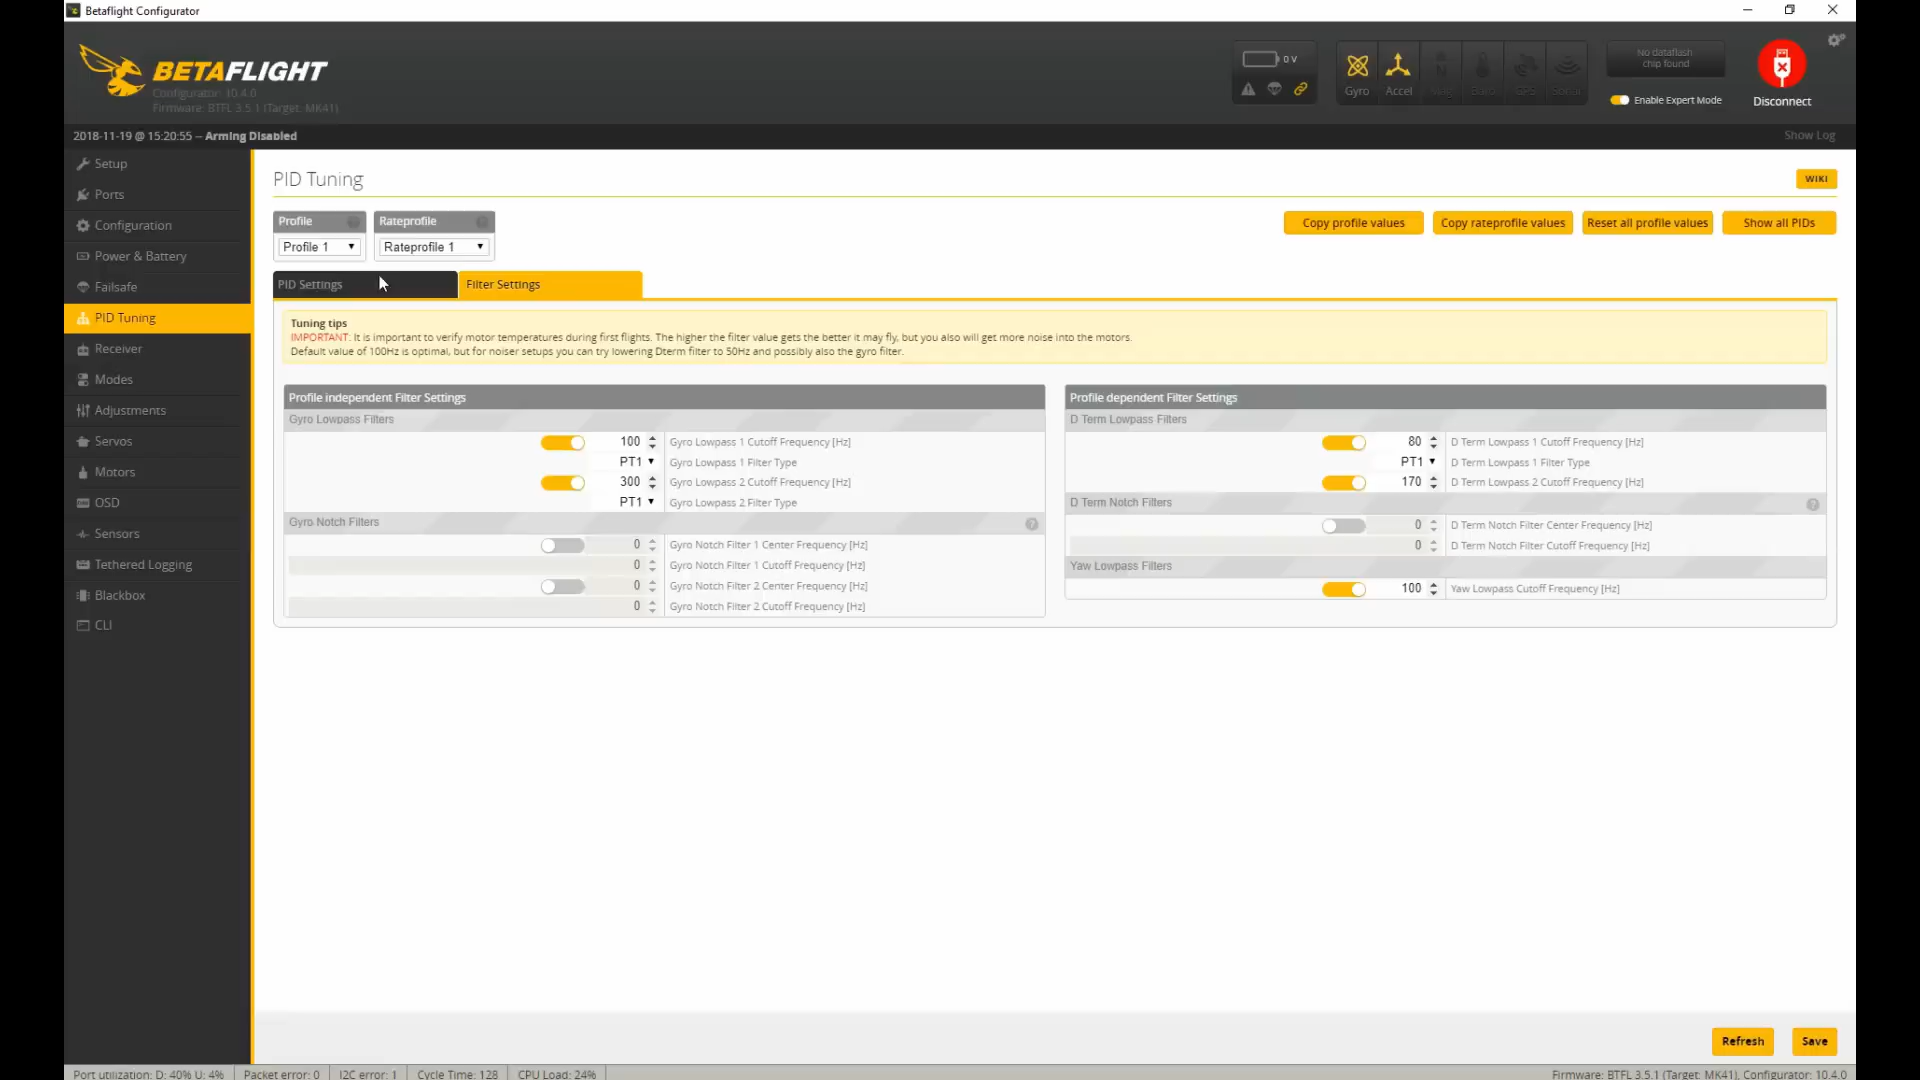 Betaflight Configurator
BETAFLIGHT
Configurator: 10.4.0
Firmware: BTFL 3.5.1 (Target: MK41)
0 V
Gyro
Accel
Mag
Baro
GPS
Sonar
No dataflash
chip found
Enable Expert Mode
Disconnect
2018-11-19 @ 15:20:55 -- Arming Disabled
Show Log
Setup
Ports
Configuration
Power & Battery
Failsafe
PID Tuning
Receiver
Modes
Adjustments
Servos
Motors
OSD
Sensors
Tethered Logging
Blackbox
CLI
PID Tuning
WIKI
Profile
Rateprofile
Profile 1
Rateprofile 1
Copy profile values
Copy rateprofile values
Reset all profile values
Show all PIDs
PID Settings
Filter Settings
Tuning tips
IMPORTANT: It is important to verify motor temperatures during first flights. The higher the filter value gets the better it may fly, but you also will get more noise into the motors.
Default value of 100Hz is optimal, but for noiser setups you can try lowering Dterm filter to 50Hz and possibly also the gyro filter.
Profile independent Filter Settings
Gyro Lowpass Filters
100 Gyro Lowpass 1 Cutoff Frequency [Hz]
PT1 Gyro Lowpass 1 Filter Type
300 Gyro Lowpass 2 Cutoff Frequency [Hz]
PT1 Gyro Lowpass 2 Filter Type
Gyro Notch Filters
0 Gyro Notch Filter 1 Center Frequency [Hz]
0 Gyro Notch Filter 1 Cutoff Frequency [Hz]
0 Gyro Notch Filter 2 Center Frequency [Hz]
0 Gyro Notch Filter 2 Cutoff Frequency [Hz]
Profile dependent Filter Settings
D Term Lowpass Filters
80 D Term Lowpass 1 Cutoff Frequency [Hz]
PT1 D Term Lowpass 1 Filter Type
170 D Term Lowpass 2 Cutoff Frequency [Hz]
D Term Notch Filters
0 D Term Notch Filter Center Frequency [Hz]
0 D Term Notch Filter Cutoff Frequency [Hz]
Yaw Lowpass Filters
100 Yaw Lowpass Cutoff Frequency [Hz]
Refresh
Save
Port utilization: D: 40% U: 4%
Packet error: 0
I2C error: 1
Cycle Time: 128
CPU Load: 24%
Firmware: BTFL 3.5.1 (Target: MK41), Configurator: 10.4.0